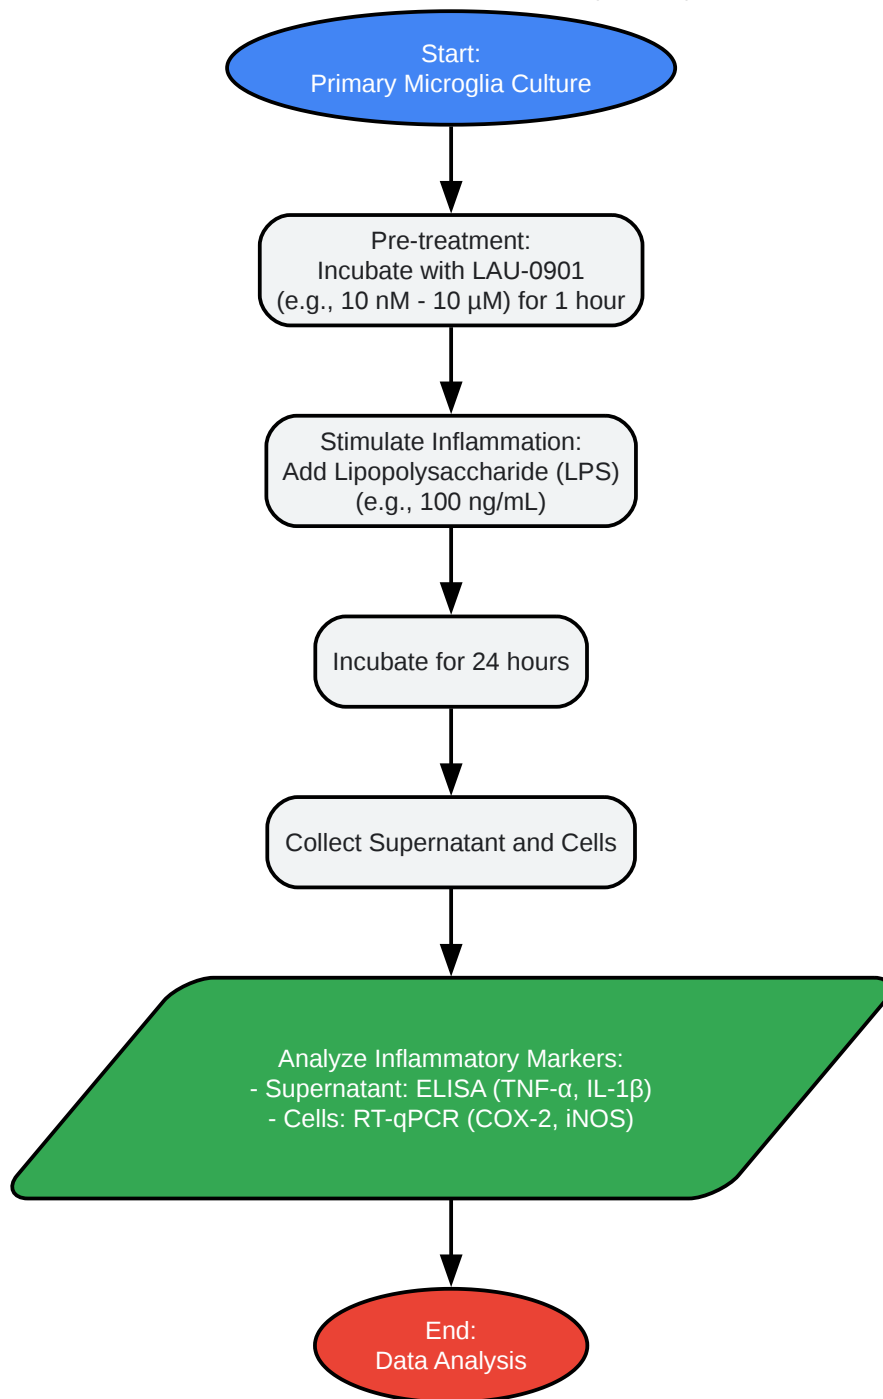 Start:
Primary Microglia Culture
Pre-treatment:
Incubate with LAU-0901
(e.g., 10 nM - 10 µM) for 1 hour
Stimulate Inflammation:
Add Lipopolysaccharide (LPS)
(e.g., 100 ng/mL)
Incubate for 24 hours
Collect Supernatant and Cells
Analyze Inflammatory Markers:
- Supernatant: ELISA (TNF-α, IL-1β)
- Cells: RT-qPCR (COX-2, iNOS)
End:
Data Analysis